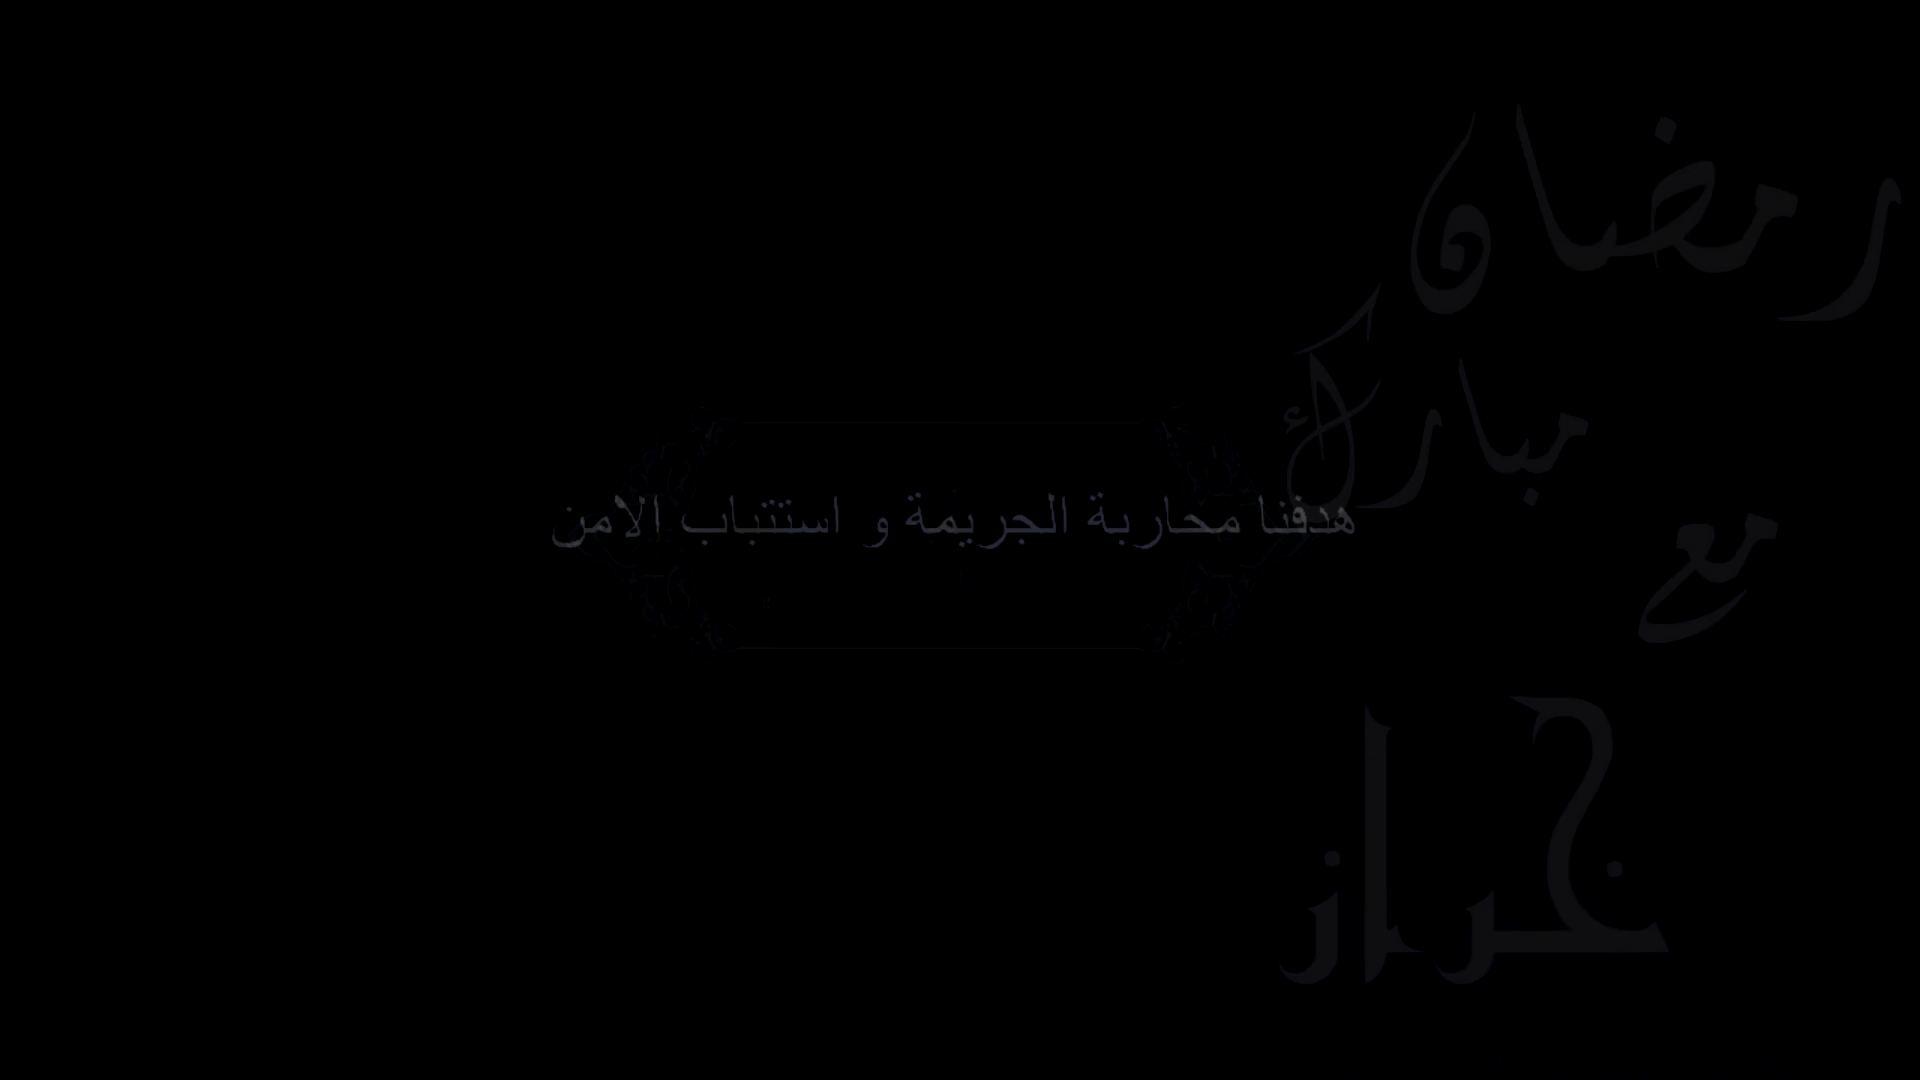 رمضان
مبارك
مع
خراز
هدفنا محاربة الجريمة و استتباب الامن